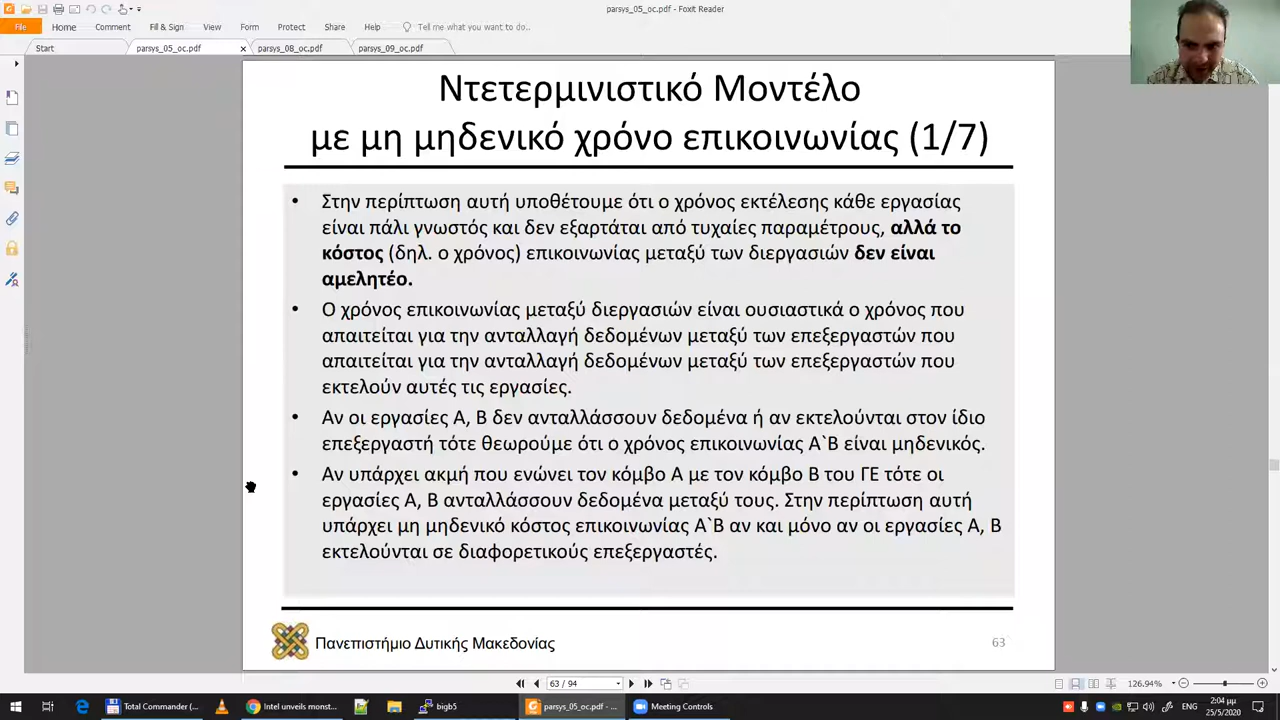 parsys_05_oc.pdf - Foxit Reader
File Home Comment Fill & Sign View Form Protect Share Help Tell me what you want to do..
Start parsys_05_oc.pdf parsys_08_oc.pdf parsys_09_oc.pdf
Ντετερμινιστικό Μοντέλο
με μη μηδενικό χρόνο επικοινωνίας (1/7)
• Στην περίπτωση αυτή υποθέτουμε ότι ο χρόνος εκτέλεσης κάθε εργασίας
είναι πάλι γνωστός και δεν εξαρτάται από τυχαίες παραμέτρους, αλλά το
κόστος (δηλ. ο χρόνος) επικοινωνίας μεταξύ των διεργασιών δεν είναι
αμελητέο.
• Ο χρόνος επικοινωνίας μεταξύ διεργασιών είναι ουσιαστικά ο χρόνος που
απαιτείται για την ανταλλαγή δεδομένων μεταξύ των επεξεργαστών που
απαιτείται για την ανταλλαγή δεδομένων μεταξύ των επεξεργαστών που
εκτελούν αυτές τις εργασίες.
• Αν οι εργασίες Α, Β δεν ανταλλάσσουν δεδομένα ή αν εκτελούνται στον ίδιο
επεξεργαστή τότε θεωρούμε ότι ο χρόνος επικοινωνίας Α`Β είναι μηδενικός.
• Αν υπάρχει ακμή που ενώνει τον κόμβο Α με τον κόμβο Β του ΓΕ τότε οι
εργασίες Α, Β ανταλλάσσουν δεδομένα μεταξύ τους. Στην περίπτωση αυτή
υπάρχει μη μηδενικό κόστος επικοινωνίας Α`Β αν και μόνο αν οι εργασίες Α, Β
εκτελούνται σε διαφορετικούς επεξεργαστές.
Πανεπιστήμιο Δυτικής Μακεδονίας
63
63 / 94
126.94%
Total Commander (... Intel unveils monst... bigb5 parsys_05_oc.pdf - ... Meeting Controls
ENG
2:04 μμ
25/5/2020